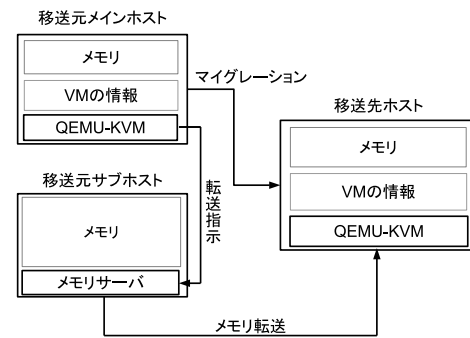 移送元メインホスト
メモリ
VMの情報
QEMU-KVM
マイグレーション
移送先ホスト
メモリ
VMの情報
QEMU-KVM
移送元サブホスト
メモリ
メモリサーバ
転送指示
メモリ転送